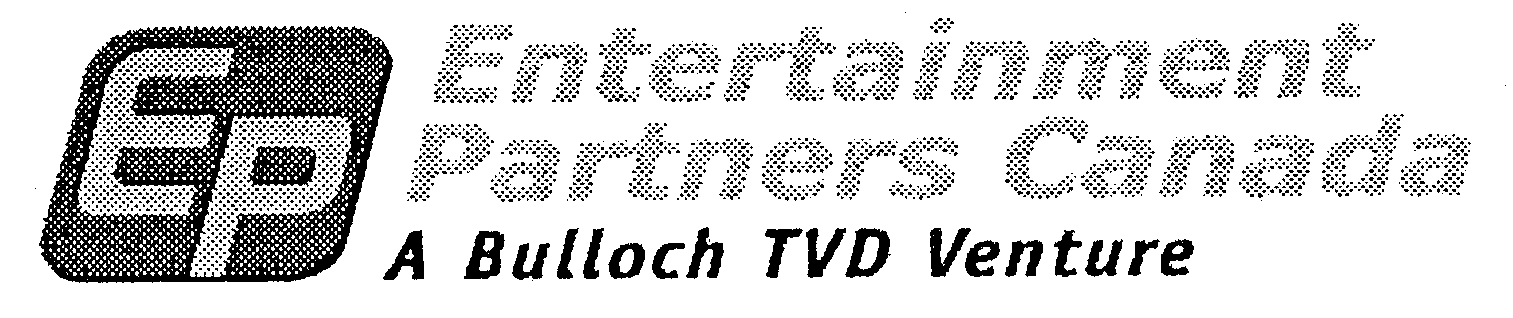 EP
Entertainment
Partners Canada
A Bulloch TVD Venture